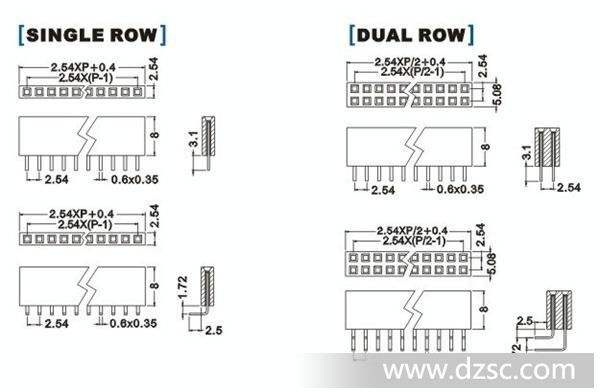 [SINGLE ROW]
2.54XP+0.4
2.54X(P-1)
2.54
8
3.1
2.54
0.6x0.35
2.54XP+0.4
2.54X(P-1)
2.54
8
1.72
2.54
0.6x0.35
2.5
[DUAL ROW]
2.54XP/2+0.4
2.54X(P/2-1)
2.54
5.08
8
3.1
2.54
0.6x0.35
2.54
2.54XP/2+0.4
2.54X(P/2-1)
2.54
5.08
8
2.5
www.dzsc.com